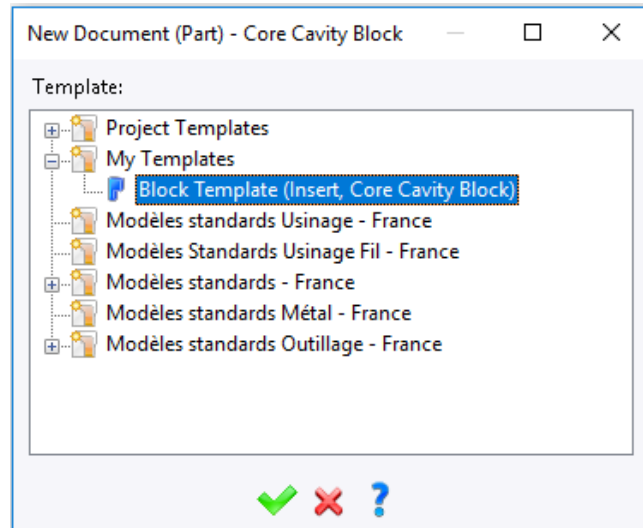 New Document (Part) - Core Cavity Block
Template:
Project Templates
My Templates
Block Template (Insert, Core Cavity Block)
Modèles standards Usinage - France
Modèles Standards Usinage Fil - France
Modèles standards - France
Modèles standards Métal - France
Modèles standards Outillage - France